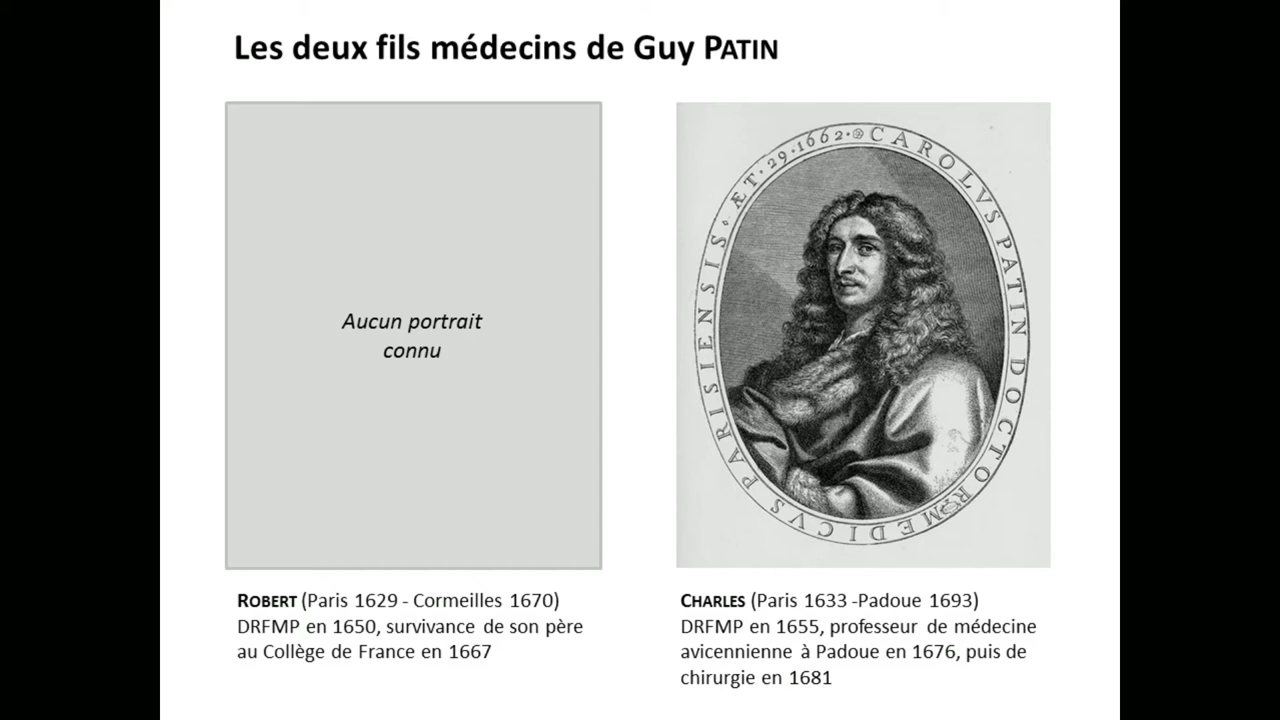 Les deux fils médecins de Guy PATIN
Aucun portrait
connu
ÆT · 29 · 1662 · CAROLVS PATIN DOCTOR MEDICVS PARISIENSIS ·
ROBERT (Paris 1629 - Cormeilles 1670)
DRFMP en 1650, survivance de son père
au Collège de France en 1667
CHARLES (Paris 1633 -Padoue 1693)
DRFMP en 1655, professeur de médecine
avicennienne à Padoue en 1676, puis de
chirurgie en 1681